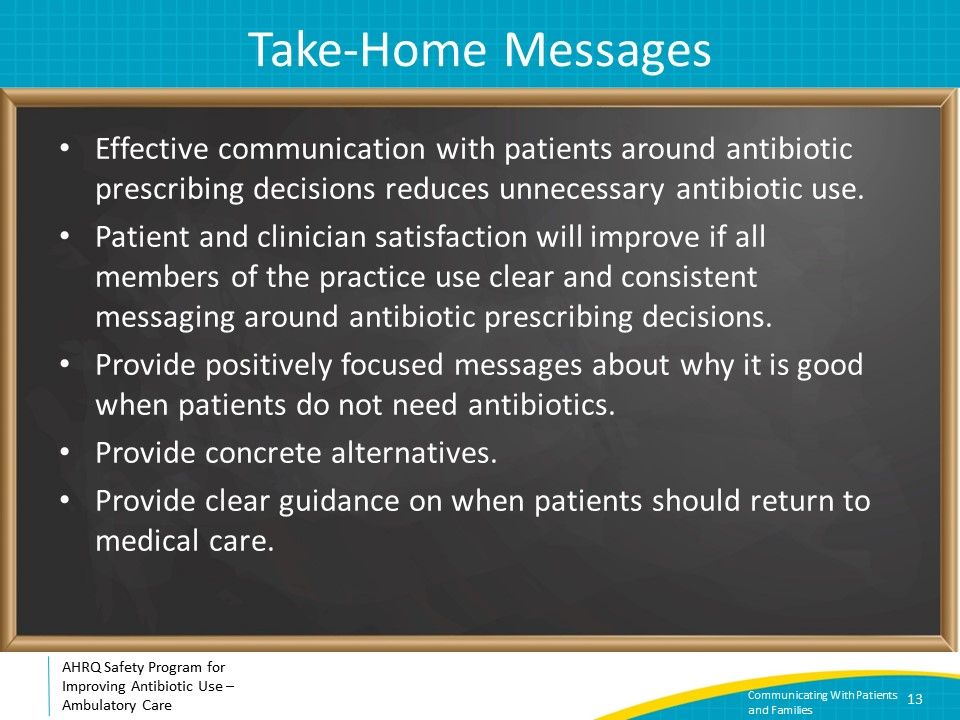 Take-Home Messages
• Effective communication with patients around antibiotic
prescribing decisions reduces unnecessary antibiotic use.
• Patient and clinician satisfaction will improve if all
members of the practice use clear and consistent
messaging around antibiotic prescribing decisions.
• Provide positively focused messages about why it is good
when patients do not need antibiotics.
• Provide concrete alternatives.
• Provide clear guidance on when patients should return to
medical care.
AHRQ Safety Program for
Improving Antibiotic Use –
Ambulatory Care
Communicating With Patients
and Families
13